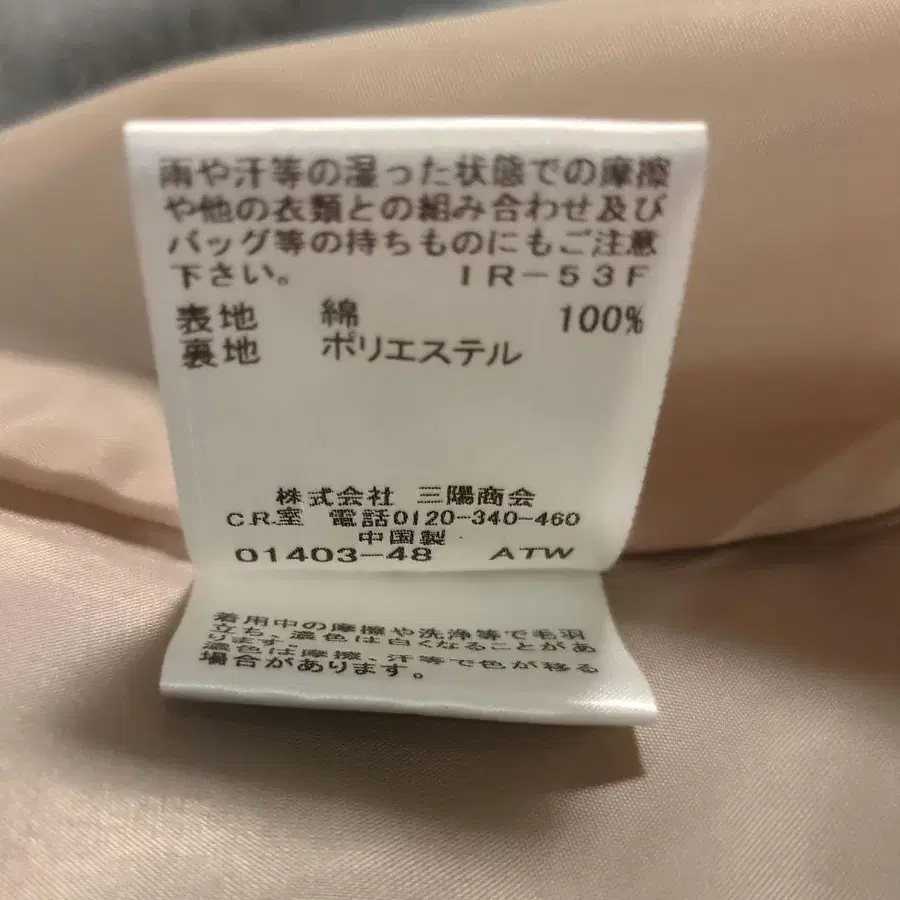 雨や汗等の湿った状態での摩擦
や他の衣類との組み合わせ及び
バッグ等の持ちものにもご注意
下さい。 IR-53F
表地 綿 100%
裏地 ポリエステル
株式会社 三陽商会
C.R.室 電話0120-340-460
中国製
01403-48 ATW
着用中の摩擦や洗浄等で毛羽
立ち、濃色は白くなることがあ
ります。
濃色は摩擦、汗等で色が移る
場合があります。